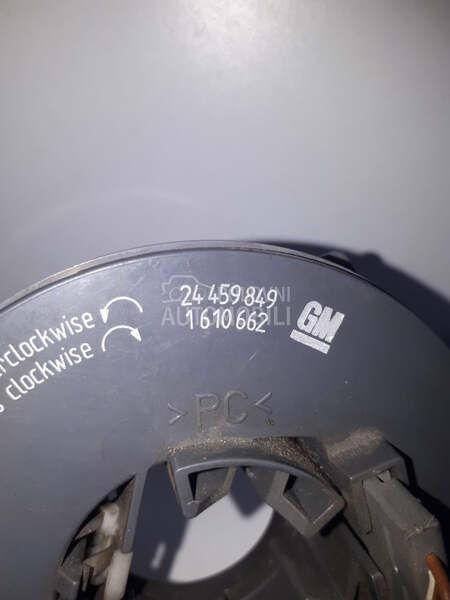 24 459 849
1 610 662
GM
clockwise
clockwise
>PC<